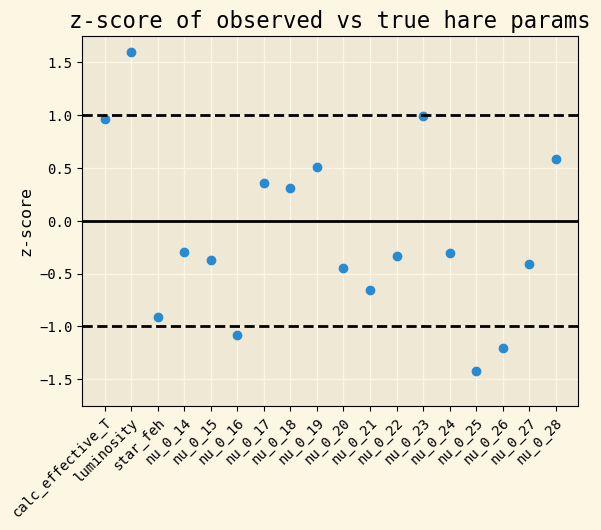 z-score of observed vs true hare params
z-score
1.5
1.0
0.5
0.0
−0.5
−1.0
−1.5
calc_effective_T
luminosity
star_feh
nu_0_14
nu_0_15
nu_0_16
nu_0_17
nu_0_18
nu_0_19
nu_0_20
nu_0_21
nu_0_22
nu_0_23
nu_0_24
nu_0_25
nu_0_26
nu_0_27
nu_0_28